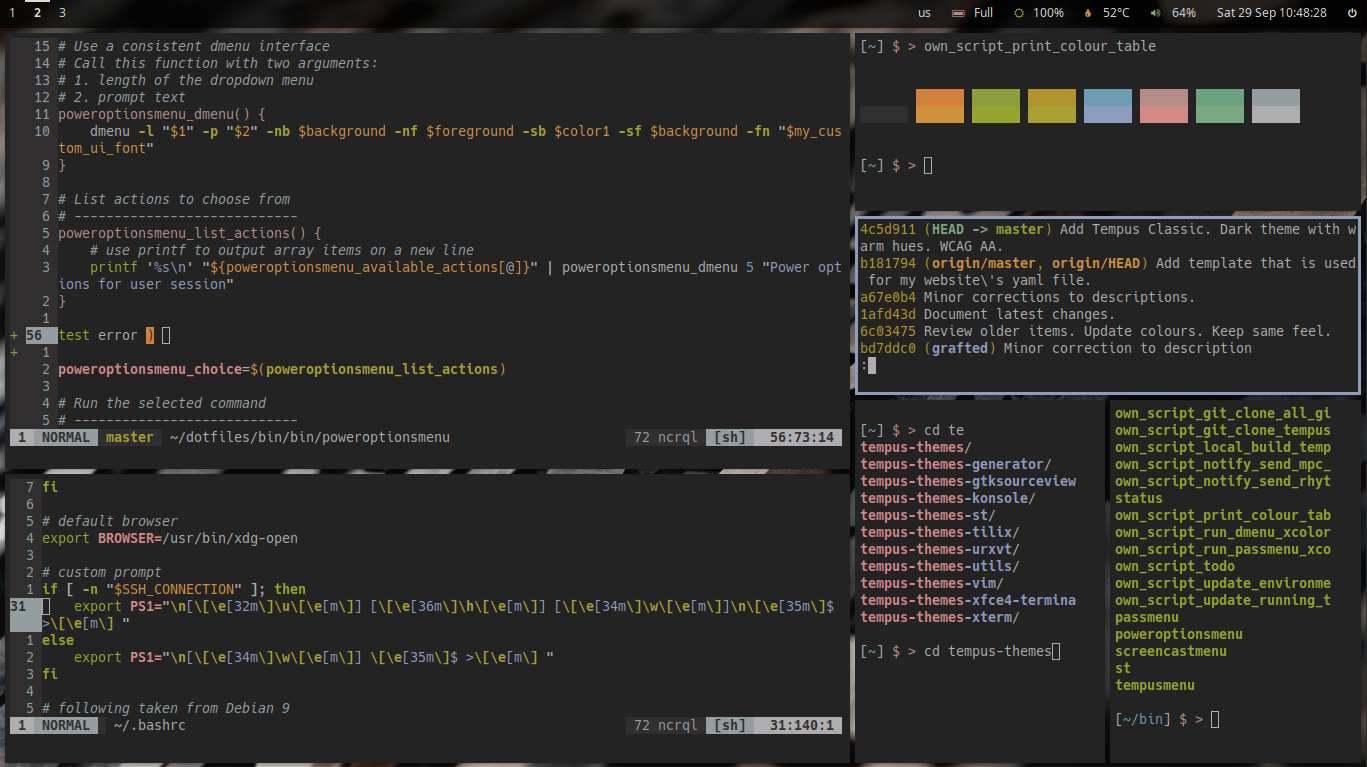 1 2 3 us Full 100% 52°C 64% Sat 29 Sep 10:48:28
15 # Use a consistent dmenu interface
14 # Call this function with two arguments:
13 # 1. length of the dropdown menu
12 # 2. prompt text
11 poweroptionsmenu_dmenu() {
10     dmenu -l "$1" -p "$2" -nb $background -nf $foreground -sb $color1 -sf $background -fn "$my_cus
tom_ui_font"
9 }
8
7 # List actions to choose from
6 # ----------------------------
5 poweroptionsmenu_list_actions() {
4     # use printf to output array items on a new line
3     printf '%s\n' "${poweroptionsmenu_available_actions[@]}" | poweroptionsmenu_dmenu 5 "Power opt
ions for user session"
2 }
1
+ 56 test error )
+ 1
2 poweroptionsmenu_choice=$(poweroptionsmenu_list_actions)
3
4 # Run the selected command
5 # ----------------------------
1 NORMAL master ~/dotfiles/bin/bin/poweroptionsmenu 72 ncrql [sh] 56:73:14
7 fi
6
5 # default browser
4 export BROWSER=/usr/bin/xdg-open
3
2 # custom prompt
1 if [ -n "$SSH_CONNECTION" ]; then
31     export PS1="\n[\[\e[32m\]\u\[\e[m\]] [\[\e[36m\]\h\[\e[m\]] [\[\e[34m\]\w\[\e[m\]]\n\[\e[35m\]$
>\[\e[m\] "
1 else
2     export PS1="\n[\[\e[34m\]\w\[\e[m\]] \[\e[35m\]$ >\[\e[m\] "
3 fi
4
5 # following taken from Debian 9
1 NORMAL ~/.bashrc 72 ncrql [sh] 31:140:1
[~] $ > own_script_print_colour_table
[~] $ >
4c5d911 (HEAD -> master) Add Tempus Classic. Dark theme with w
arm hues. WCAG AA.
b181794 (origin/master, origin/HEAD) Add template that is used
for my website\'s yaml file.
a67e0b4 Minor corrections to descriptions.
1afd43d Document latest changes.
6c03475 Review older items. Update colours. Keep same feel.
bd7ddc0 (grafted) Minor correction to description
:
[~] $ > cd te
tempus-themes/
tempus-themes-generator/
tempus-themes-gtksourceview
tempus-themes-konsole/
tempus-themes-st/
tempus-themes-tilix/
tempus-themes-urxvt/
tempus-themes-utils/
tempus-themes-vim/
tempus-themes-xfce4-termina
tempus-themes-xterm/
[~] $ > cd tempus-themes
own_script_git_clone_all_gi
own_script_git_clone_tempus
own_script_local_build_temp
own_script_notify_send_mpc_
own_script_notify_send_rhyt
status
own_script_print_colour_tab
own_script_run_dmenu_xcolor
own_script_run_passmenu_xco
own_script_todo
own_script_update_environme
own_script_update_running_t
passmenu
poweroptionsmenu
screencastmenu
st
tempusmenu
[~/bin] $ >